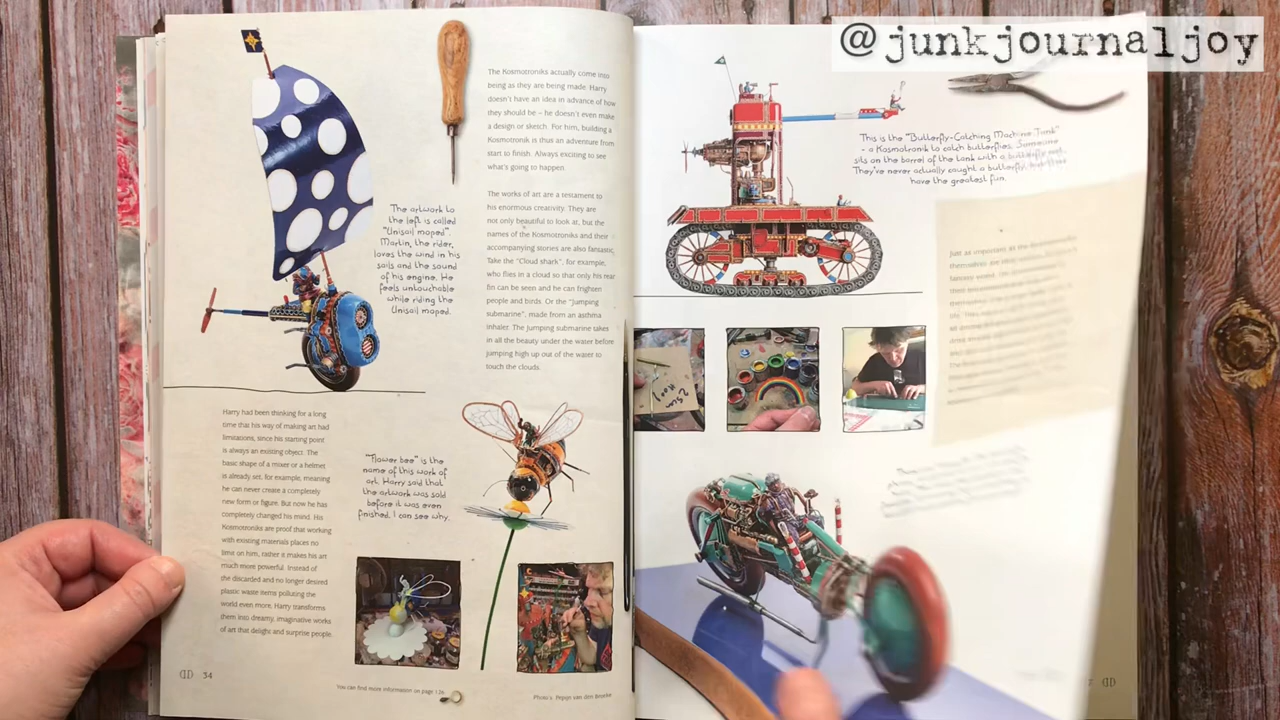 @junkjournaljoy
The artwork to
the left is called
"Unisail moped".
Martin, the rider,
loves the wind in his
sails and the sound
of his engine. He
feels untouchable
while riding the
Unisail moped.
The Kosmotroniks actually come into
being as they are being made. Harry
doesn't have an idea in advance of how
they should be – he doesn't even make
a design or sketch. For him, building a
Kosmotronik is thus an adventure from
start to finish. Always exciting to see
what's going to happen.
The works of art are a testament to
his enormous creativity. They are
not only beautiful to look at, but the
names of the Kosmotroniks and their
accompanying stories are also fantastic.
Take the "Cloud shark", for example,
who flies in a cloud so that only his rear
fin can be seen and he can frighten
people and birds. Or the "Jumping
submarine", made from an asthma
inhaler. The jumping submarine takes
in all the beauty under the water before
jumping high up out of the water to
touch the clouds.
Harry had been thinking for a long
time that his way of making art had
limitations, since his starting point
is always an existing object. The
basic shape of a mixer or a helmet
is already set, for example, meaning
he can never create a completely
new form or figure. But now he has
completely changed his mind. His
Kosmotroniks are proof that working
with existing materials places no
limit on him, rather it makes his art
much more powerful. Instead of
the discarded and no longer desired
plastic waste items polluting the
world even more, Harry transforms
them into dreamy, imaginative works
of art that delight and surprise people.
"Flower bee" is the
name of this work of
art. Harry said that
the artwork was sold
before it was even
finished. I can see why.
34
You can find more information on page 126
Photo's: Pepijn van den Broeke
This is the "Butterfly-Catching Machine Tunk"
- a Kosmotronik to catch butterflies. Someone
sits on the barrel of the tank with a butterfly net.
They've never actually caught a butterfly, but
have the greatest fun.
Just as important as the